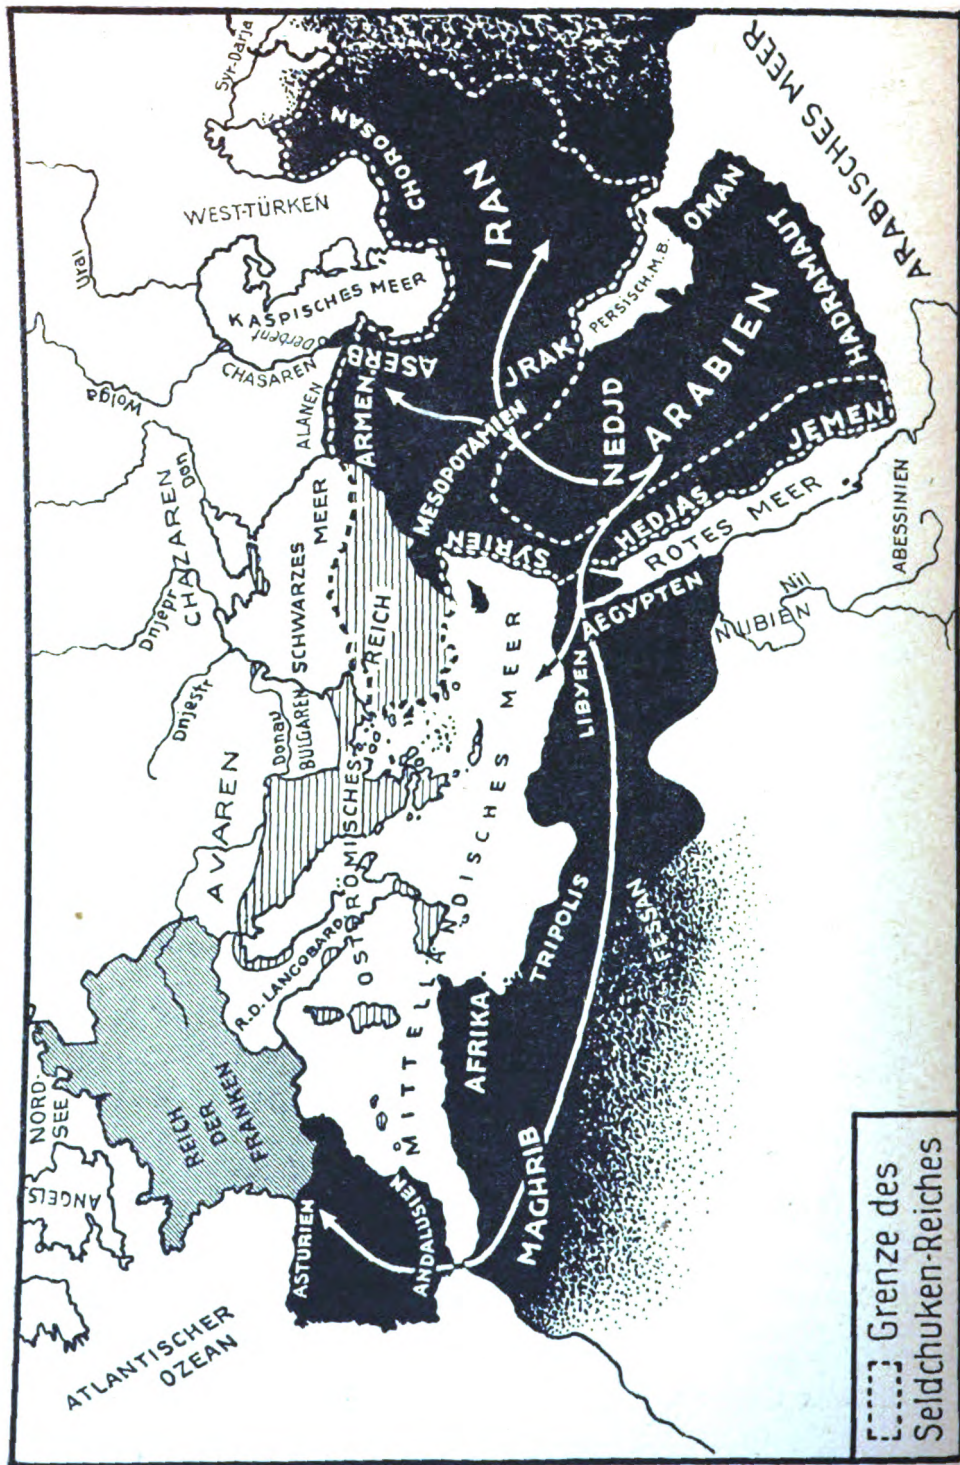 ATLANTISCHER
OZEAN
ANGELS.
NORD-
SEE
REICH
DER
FRANKEN
ASTURIEN
ANDALUSIEN
R.D. LANGOBARD.
AVAREN
Donau
BULGAREN
Dnjestr
Dnjepr
CHAZAREN
Don
Wolga
Ural
SCHWARZES
MEER
ALANEN
CHASAREN
Derbent
KASPISCHES MEER
WEST-TÜRKEN
Syr-Darja
CHOROSAN
IRAN
ARMEN.
ASERB.
OSTRÖMISCHES
REICH
MITTELLÄNDISCHES MEER
MESOPOTAMIEN
JRAK
SYRIEN
NEDJD
ARABIEN
PERSISCH.M.B.
OMAN
HADRAMAUT
ARABISCHES MEER
JEMEN
HEDJAS
ROTES MEER
MAGHRIB
AFRIKA
TRIPOLIS
FESSAN
LIBYEN
AEGYPTEN
NUBIEN
Nil
ABESSINIEN
Grenze des
Seldchuken-Reiches